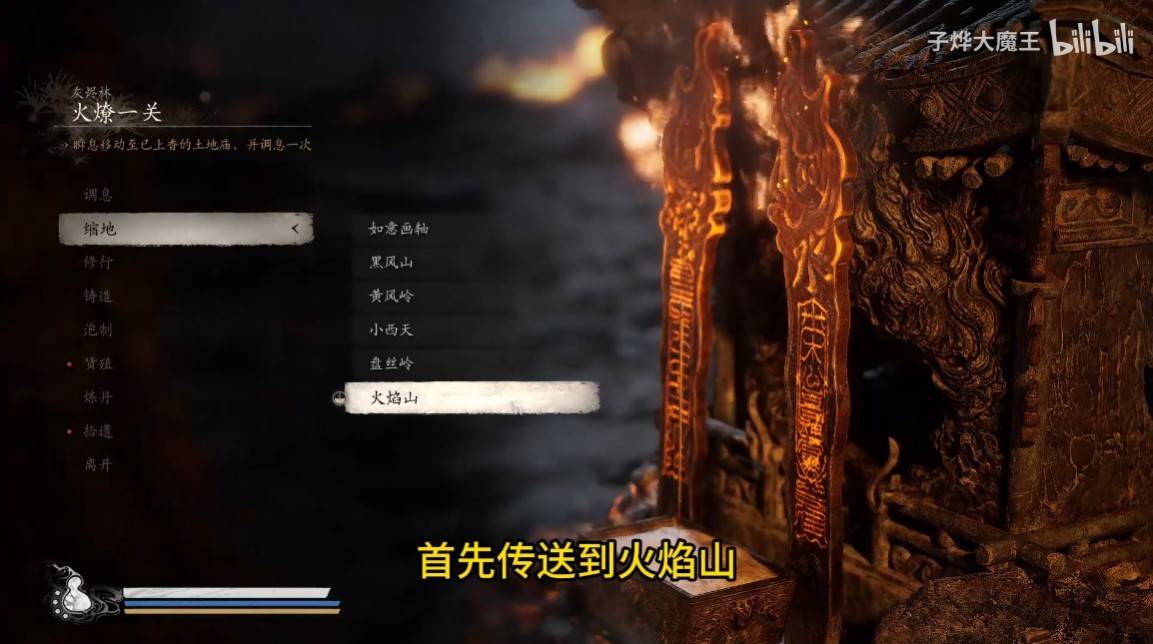 子烨大魔王 bilibili
灰烬林
火燎一关
瞬息移动至已上香的土地庙，并调息一次
调息
缩地
修行
铸造
泡制
货殖
炼丹
拾遗
离开
如意画轴
黑风山
黄风岭
小西天
盘丝岭
火焰山
首先传送到火焰山